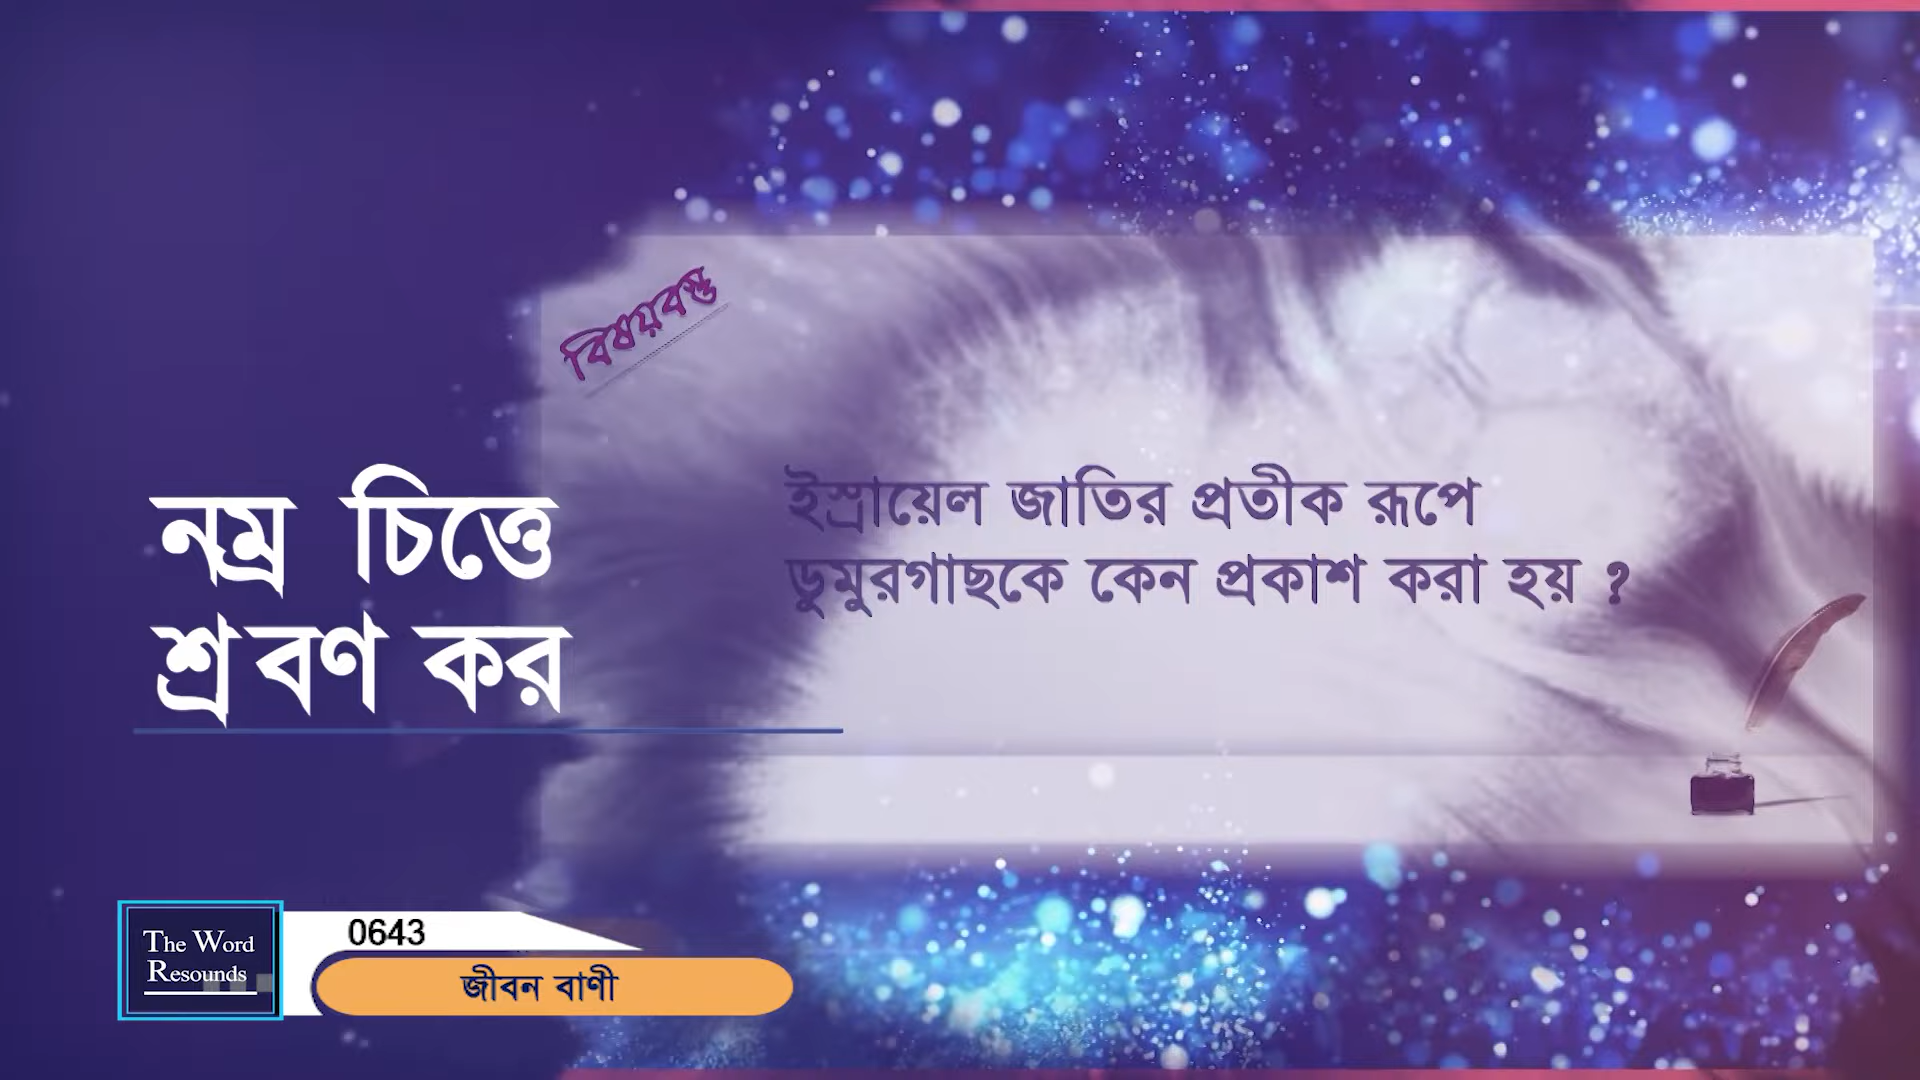 বিষয়বস্তু
নম্র চিত্তে
শ্রবণ কর
ইস্রায়েল জাতির প্রতীক রূপে
ডুমুরগাছকে কেন প্রকাশ করা হয় ?
The Word
Resounds
0643
জীবন বাণী